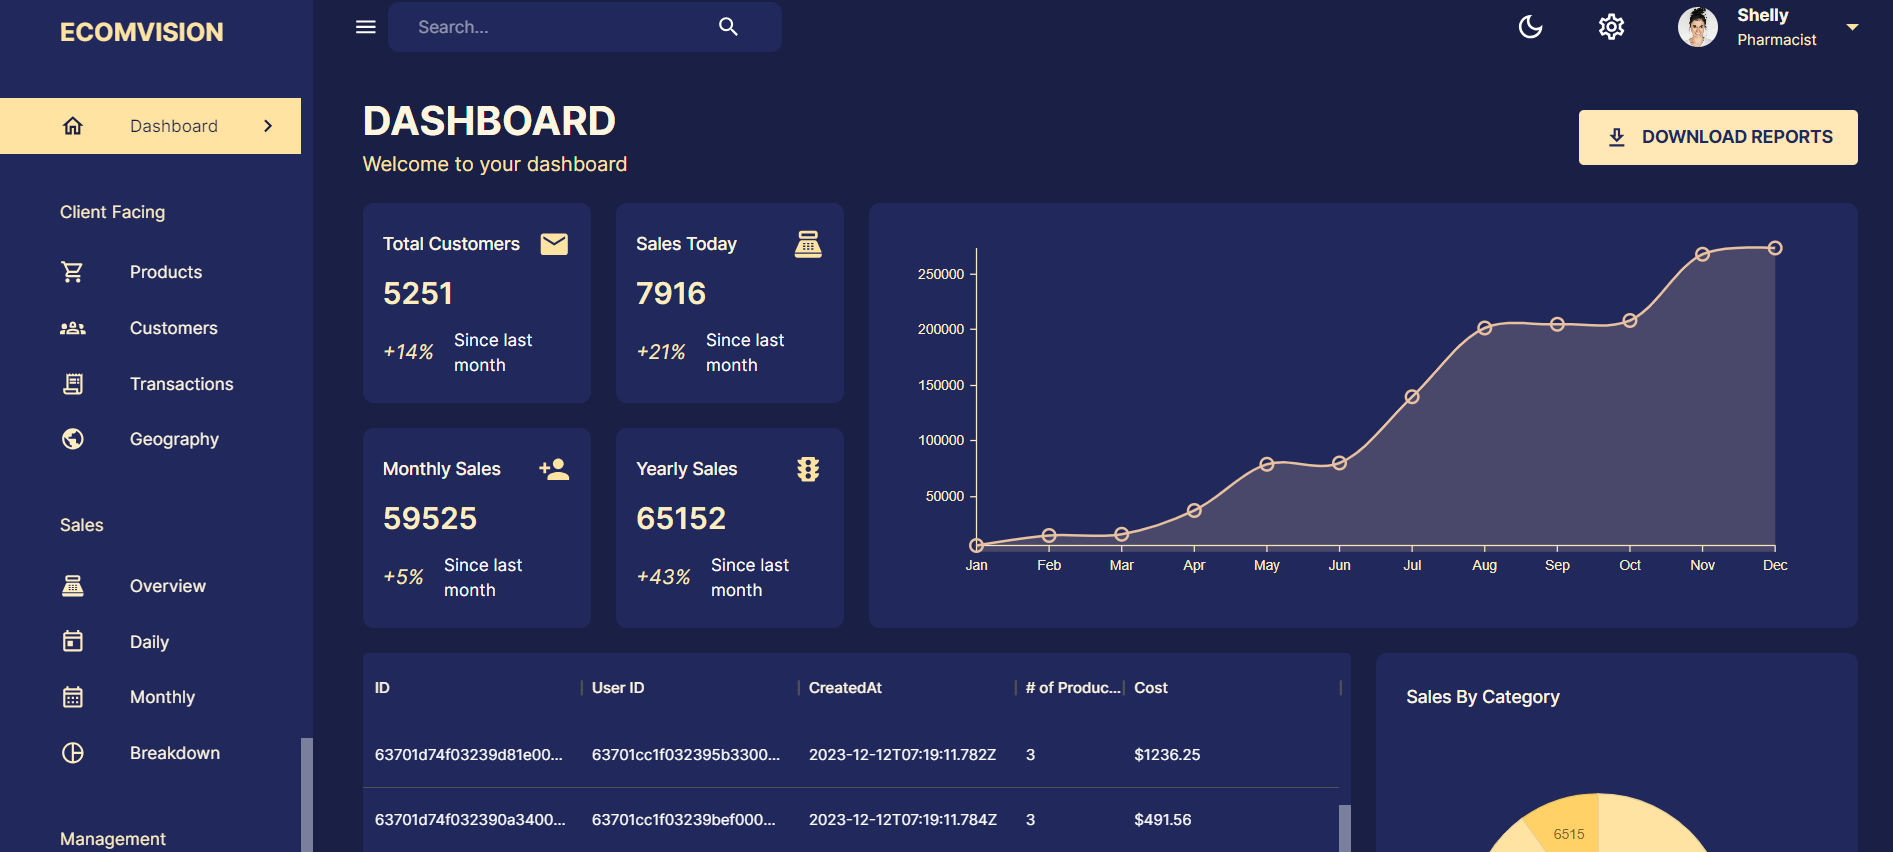 ECOMVISION
Search...
Shelly
Pharmacist
Dashboard
Client Facing
Products
Customers
Transactions
Geography
Sales
Overview
Daily
Monthly
Breakdown
Management
DASHBOARD
Welcome to your dashboard
DOWNLOAD REPORTS
Total Customers
5251
+14%
Since last
month
Sales Today
7916
+21%
Since last
month
Monthly Sales
59525
+5%
Since last
month
Yearly Sales
65152
+43%
Since last
month
250000
200000
150000
100000
50000
Jan Feb Mar Apr May Jun Jul Aug Sep Oct Nov Dec
ID User ID CreatedAt # of Produc... Cost
63701d74f03239d81e00... 63701cc1f032395b3300... 2023-12-12T07:19:11.782Z 3 $1236.25
63701d74f032390a3400... 63701cc1f03239bef000... 2023-12-12T07:19:11.784Z 3 $491.56
Sales By Category
6515